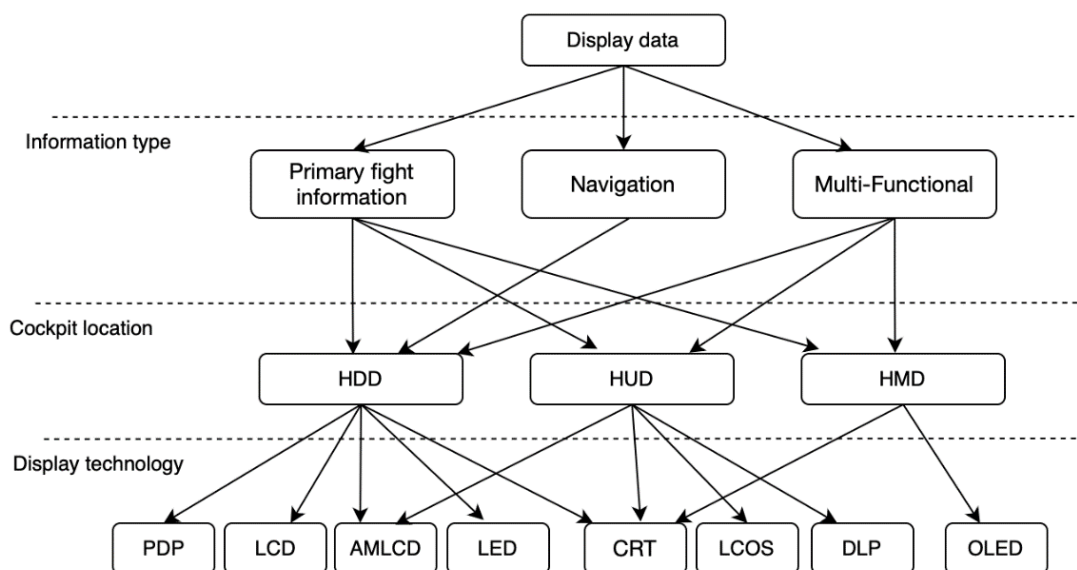 Display data
Information type
Primary fight
information
Navigation
Multi-Functional
Cockpit location
HDD
HUD
HMD
Display technology
PDP
LCD
AMLCD
LED
CRT
LCOS
DLP
OLED